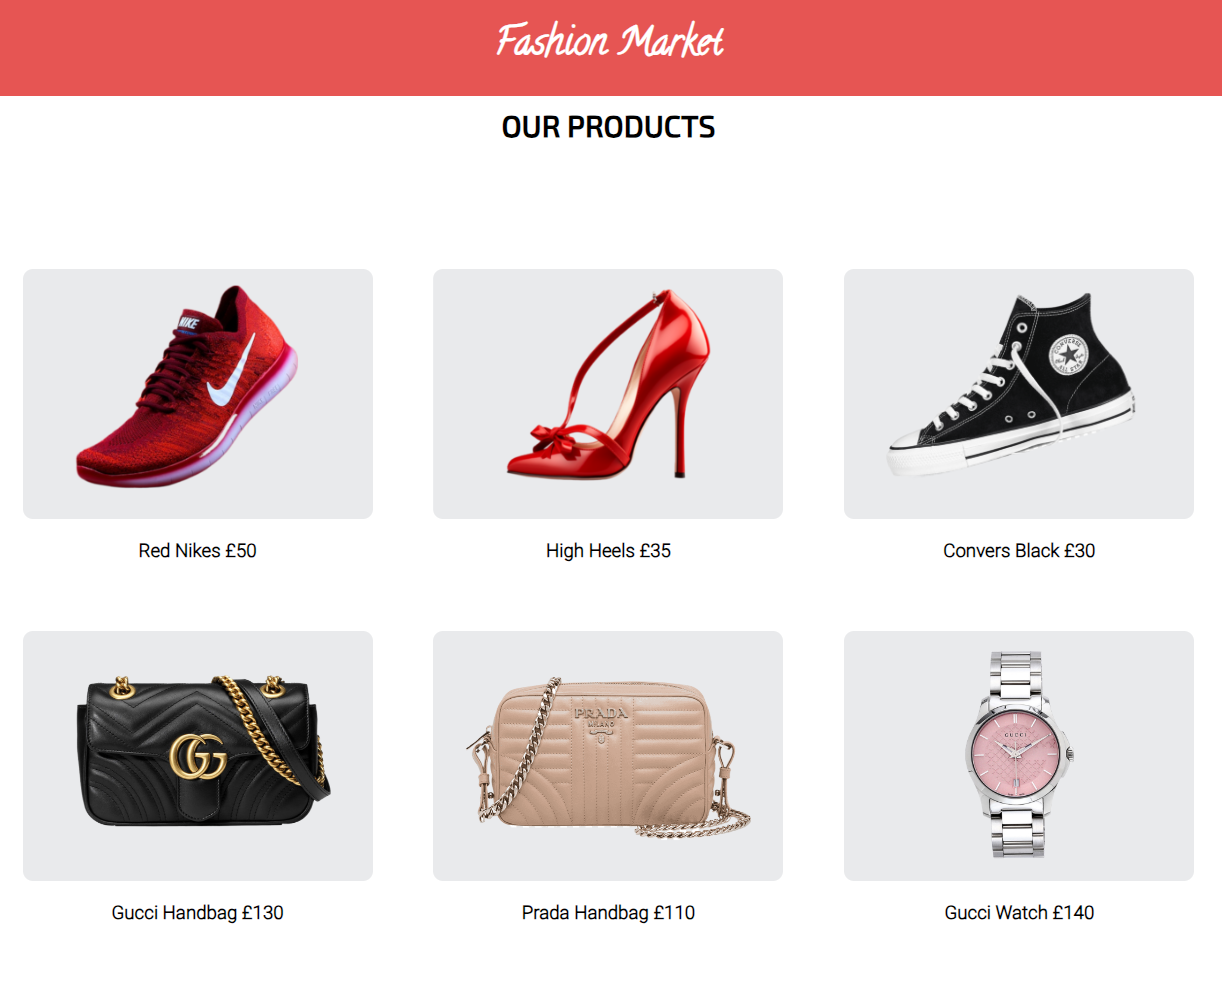 Fashion Market
OUR PRODUCTS
NIKE
CONVERSE
ALL STAR
Red Nikes £50
High Heels £35
Convers Black £30
PRADA
MILANO
GUCCI
Gucci Handbag £130
Prada Handbag £110
Gucci Watch £140